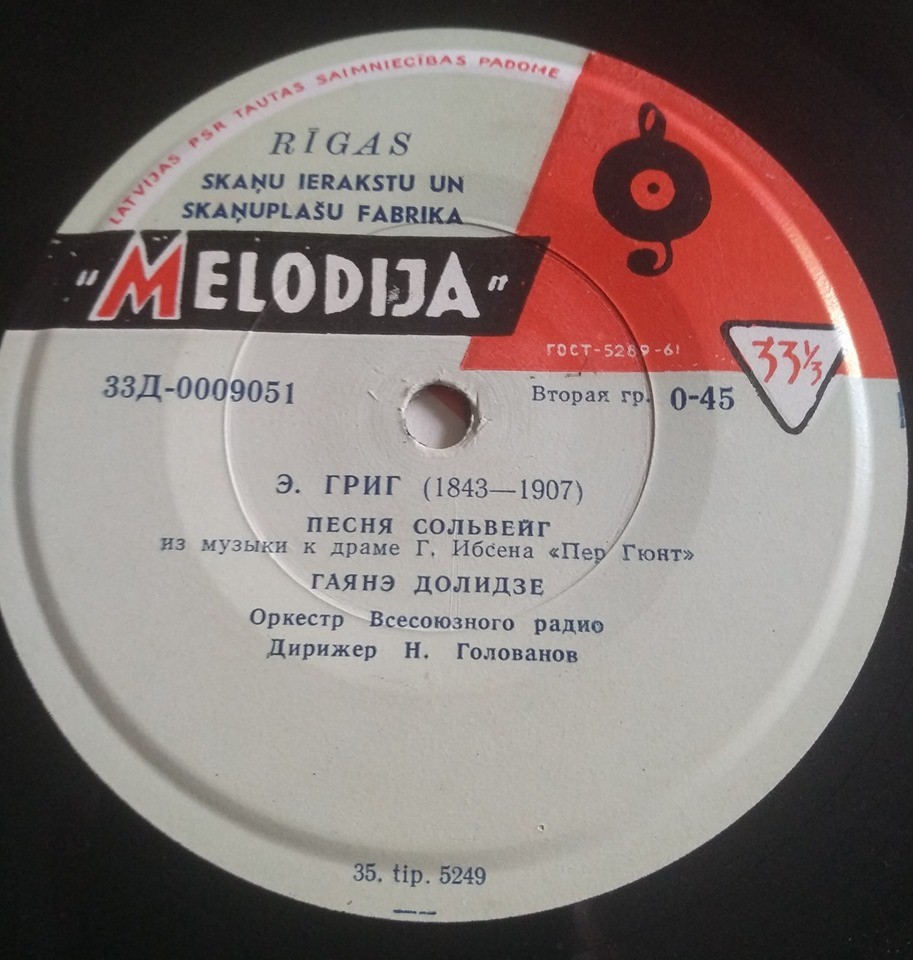 LATVIJAS PSR TAUTAS SAIMNIECĪBAS PADOME
RĪGAS
SKAŅU IERAKSTU UN
SKAŅUPLAŠU FABRIKA
"MELODIJA"
ГОСТ-5289-61
33⅓
33Д-0009051
Вторая гр. 0-45
Э. ГРИГ (1843—1907)
ПЕСНЯ СОЛЬВЕЙГ
из музыки к драме Г. Ибсена «Пер Гюнт»
ГАЯНЭ ДОЛИДЗЕ
Оркестр Всесоюзного радио
Дирижер Н. Голованов
35. tip. 5249